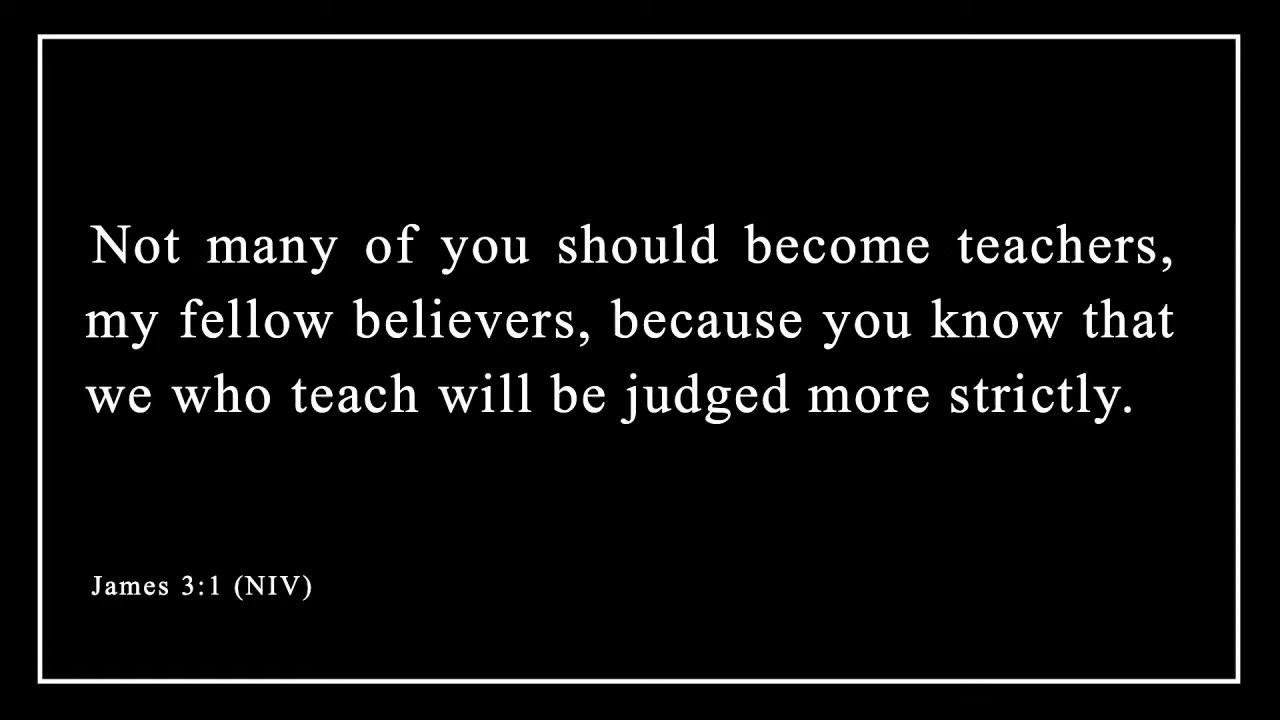 Not many of you should become teachers,
my fellow believers, because you know that
we who teach will be judged more strictly.
James 3:1 (NIV)